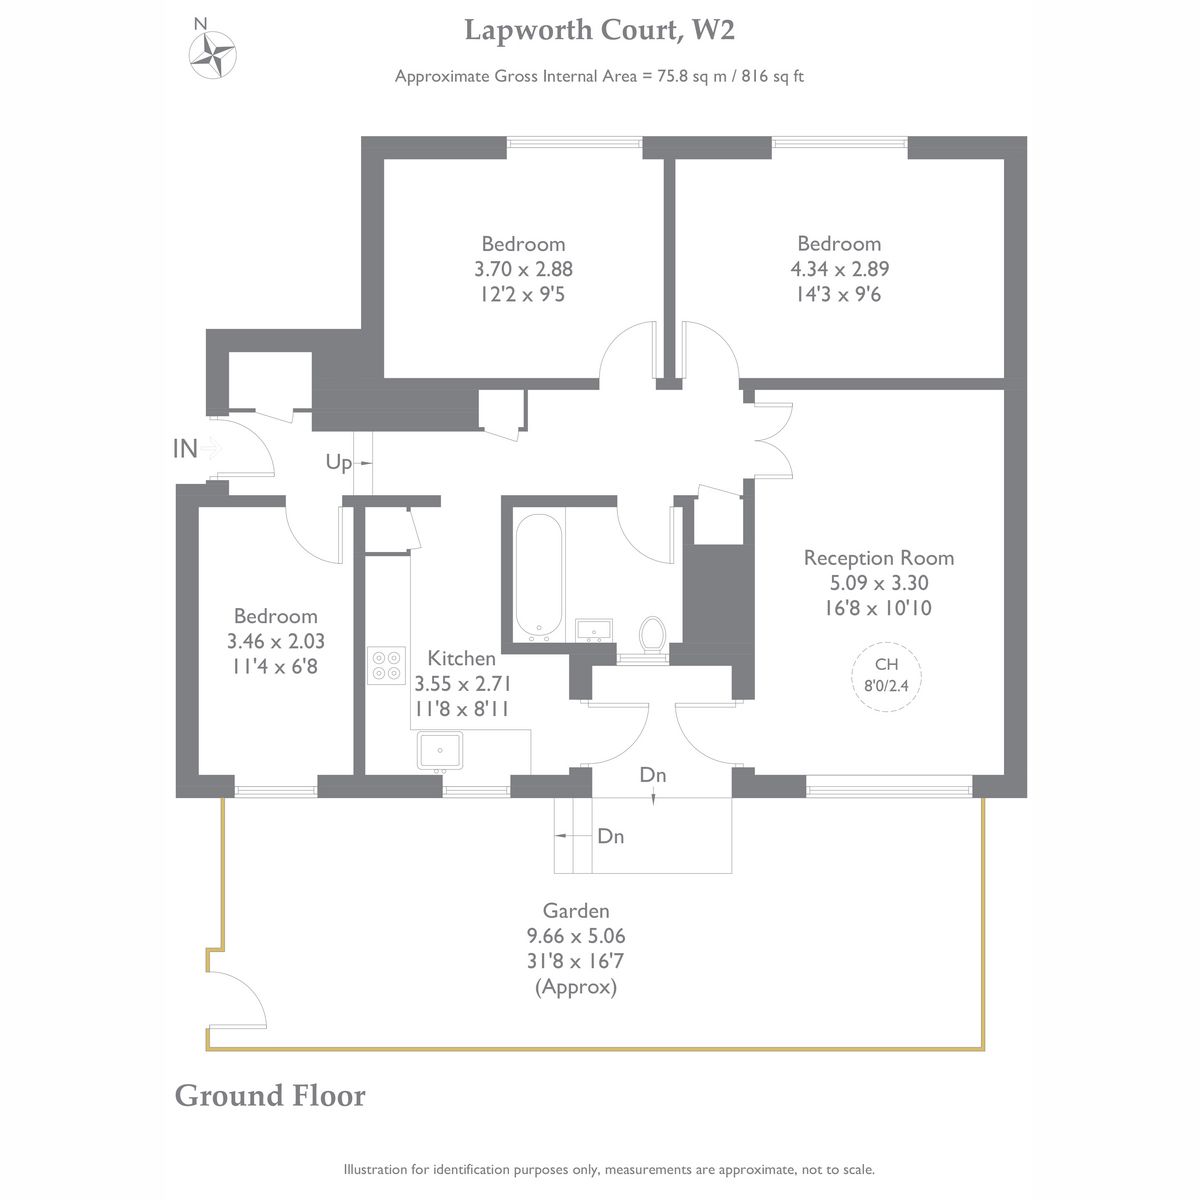 N
Lapworth Court, W2
Approximate Gross Internal Area = 75.8 sq m / 816 sq ft
Bedroom
3.70 x 2.88
12'2 x 9'5
Bedroom
4.34 x 2.89
14'3 x 9'6
IN
Up
Reception Room
5.09 x 3.30
16'8 x 10'10
CH
8'0/2.4
Bedroom
3.46 x 2.03
11'4 x 6'8
Kitchen
3.55 x 2.71
11'8 x 8'11
Dn
Dn
Garden
9.66 x 5.06
31'8 x 16'7
(Approx)
Ground Floor
Illustration for identification purposes only, measurements are approximate, not to scale.